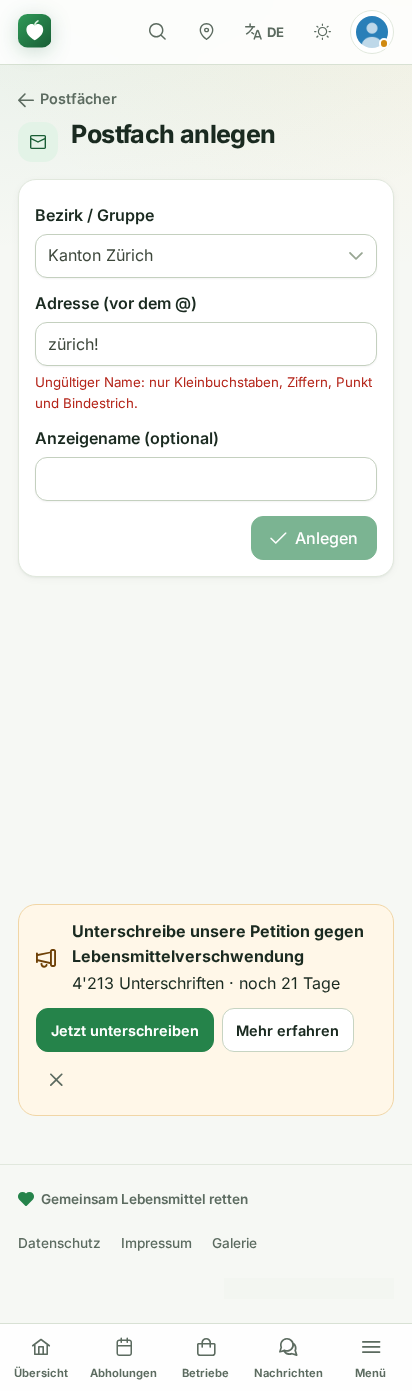 DE
Postfächer
Postfach anlegen
Bezirk / Gruppe
Kanton Zürich
Adresse (vor dem @)
zürich!
Ungültiger Name: nur Kleinbuchstaben, Ziffern, Punkt
und Bindestrich.
Anzeigename (optional)
Anlegen
Unterschreibe unsere Petition gegen
Lebensmittelverschwendung
4'213 Unterschriften · noch 21 Tage
Jetzt unterschreiben Mehr erfahren
Gemeinsam Lebensmittel retten
Datenschutz Impressum Galerie
Übersicht Abholungen Betriebe Nachrichten Menü